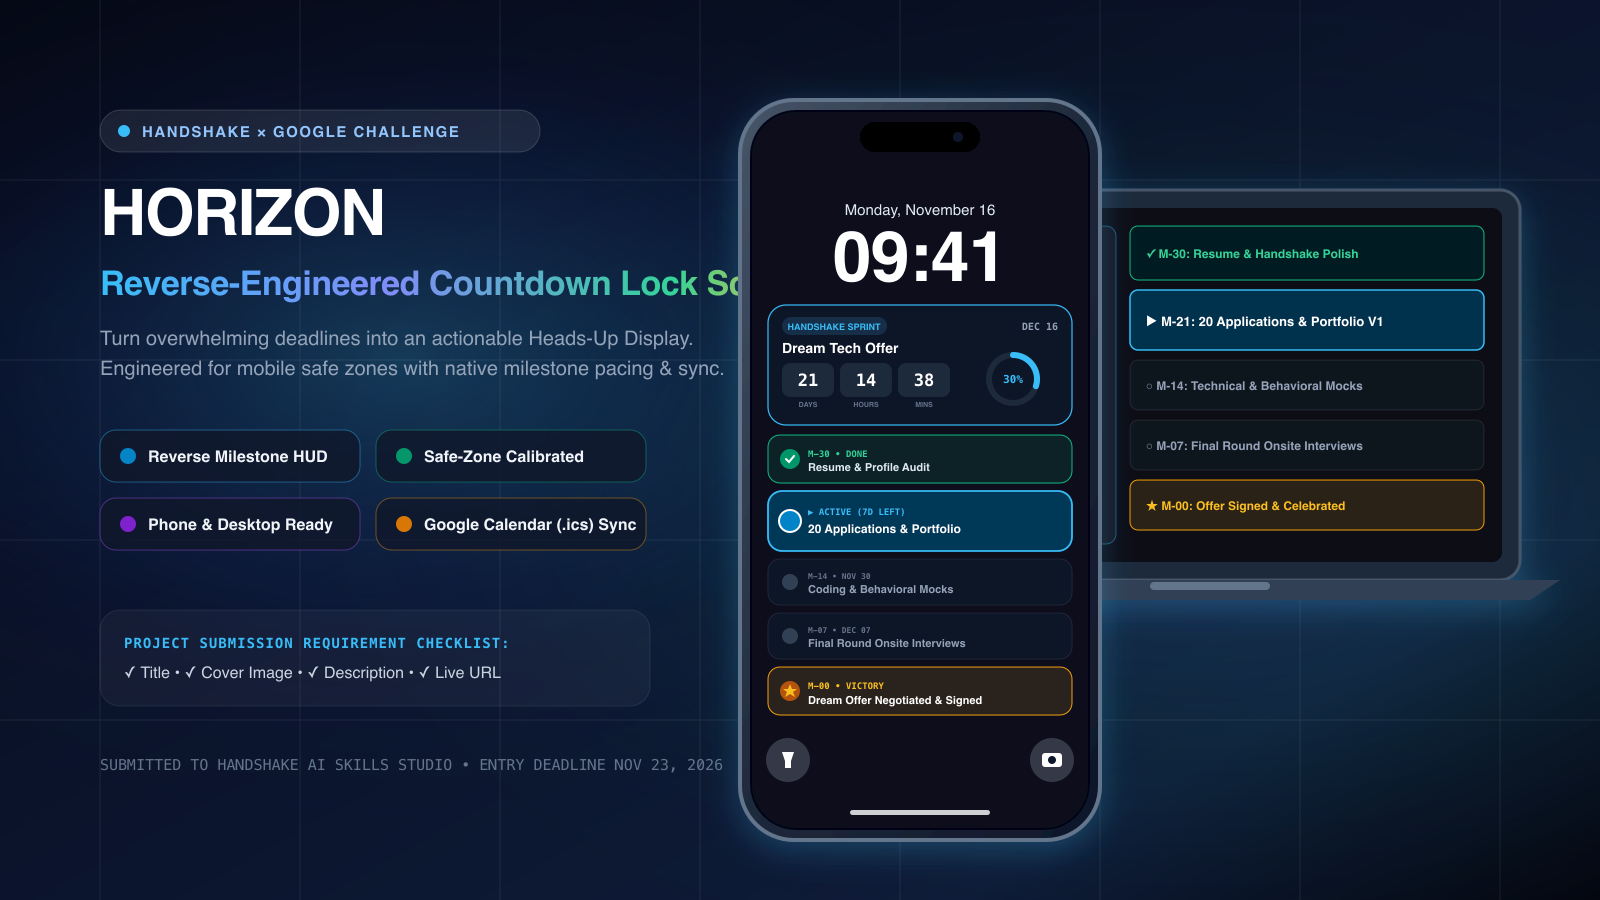 HANDSHAKE × GOOGLE CHALLENGE
HORIZON
Reverse-Engineered Countdown Lock Sc
Turn overwhelming deadlines into an actionable Heads-Up Display.
Engineered for mobile safe zones with native milestone pacing & sync.
Reverse Milestone HUD
Safe-Zone Calibrated
Phone & Desktop Ready
Google Calendar (.ics) Sync
PROJECT SUBMISSION REQUIREMENT CHECKLIST:
✓ Title • ✓ Cover Image • ✓ Description • ✓ Live URL
SUBMITTED TO HANDSHAKE AI SKILLS STUDIO • ENTRY DEADLINE NOV 23, 2026
Monday, November 16
09:41
HANDSHAKE SPRINT
DEC 16
Dream Tech Offer
21 14 38
DAYS HOURS MINS
30%
M-30 • DONE
Resume & Profile Audit
▶ ACTIVE (7D LEFT)
20 Applications & Portfolio
M-14 • NOV 30
Coding & Behavioral Mocks
M-07 • DEC 07
Final Round Onsite Interviews
M-00 • VICTORY
Dream Offer Negotiated & Signed
✓ M-30: Resume & Handshake Polish
▶ M-21: 20 Applications & Portfolio V1
○ M-14: Technical & Behavioral Mocks
○ M-07: Final Round Onsite Interviews
★ M-00: Offer Signed & Celebrated